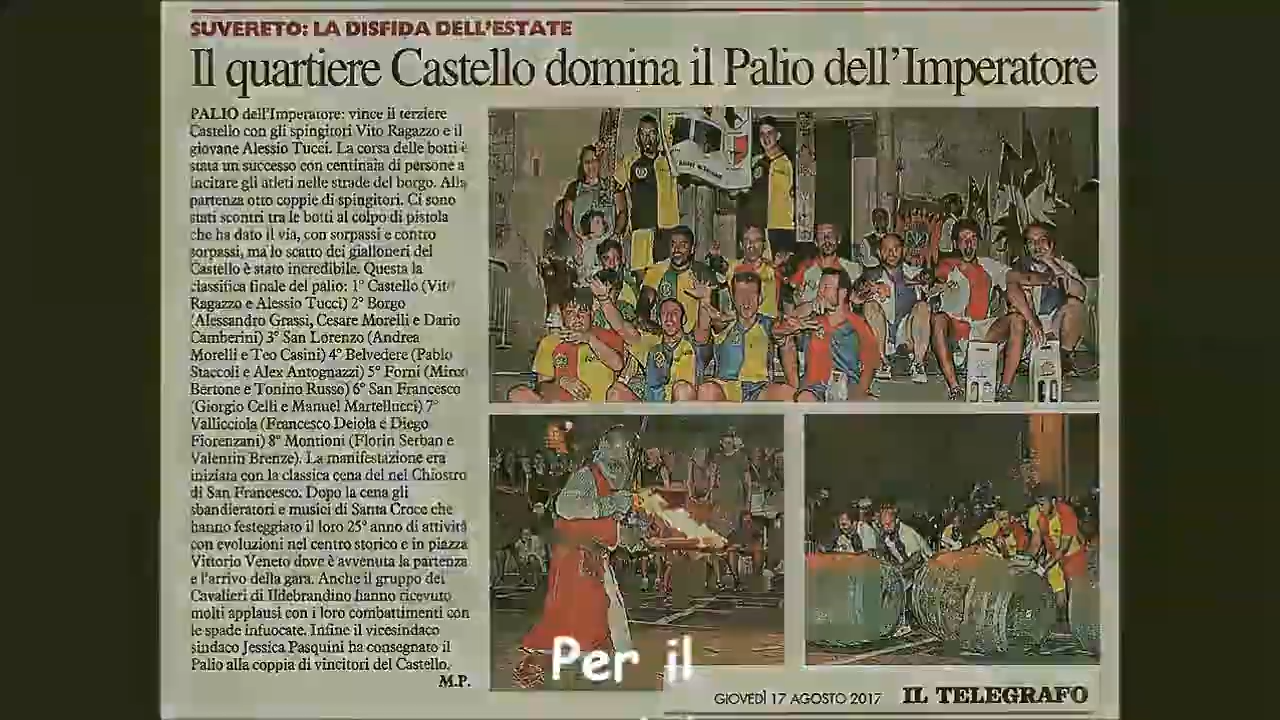 SUVERETO: LA DISFIDA DELL'ESTATE
Il quartiere Castello domina il Palio dell'Imperatore
PALIO dell'Imperatore: vince il terziere
Castello con gli spingitori Vito Ragazzo e il
giovane Alessio Tucci. La corsa delle botti è
stata un successo con centinaia di persone a
incitare gli atleti nelle strade del borgo. Alla
partenza otto coppie di spingitori. Ci sono
stati scontri tra le botti al colpo di pistola
che ha dato il via, con sorpassi e contro
sorpassi, ma lo scatto dei gialloneri del
Castello è stato incredibile. Questa la
classifica finale del palio: 1° Castello (Vito
Ragazzo e Alessio Tucci) 2° Borgo
(Alessandro Grassi, Cesare Morelli e Dario
Camberini) 3° San Lorenzo (Andrea
Morelli e Teo Casini) 4° Belvedere (Pablo
Staccoli e Alex Antognazzi) 5° Forni (Mirco
Bertone e Tonino Russo) 6° San Francesco
(Giorgio Celli e Manuel Martellucci) 7°
Vallicciola (Francesco Deiola e Diego
Fiorenzani) 8° Montioni (Florin Serban e
Valentin Brenze). La manifestazione era
iniziata con la classica cena del nel Chiostro
di San Francesco. Dopo la cena gli
sbandieratori e musici di Santa Croce che
hanno festeggiato il loro 25° anno di attività
con evoluzioni nel centro storico e in piazza
Vittorio Veneto dove è avvenuta la partenza
e l'arrivo della gara. Anche il gruppo dei
Cavalieri di Ildebrandino hanno ricevuto
molti applausi con i loro combattimenti con
le spade infuocate. Infine il vicesindaco
sindaco Jessica Pasquini ha consegnato il
Palio alla coppia di vincitori del Castello.
M.P.
Per il
GIOVEDÌ 17 AGOSTO 2017 IL TELEGRAFO